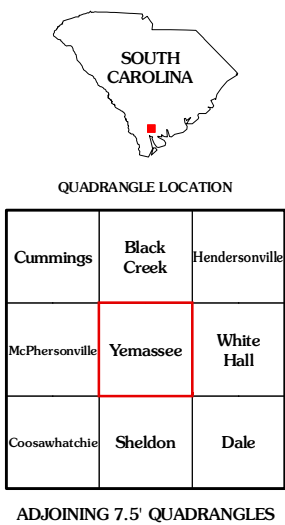 SOUTH
CAROLINA
QUADRANGLE LOCATION
Cummings
Black
Creek
Hendersonville
McPhersonville
Yemassee
White
Hall
Coosawhatchie
Sheldon
Dale
ADJOINING 7.5' QUADRANGLES